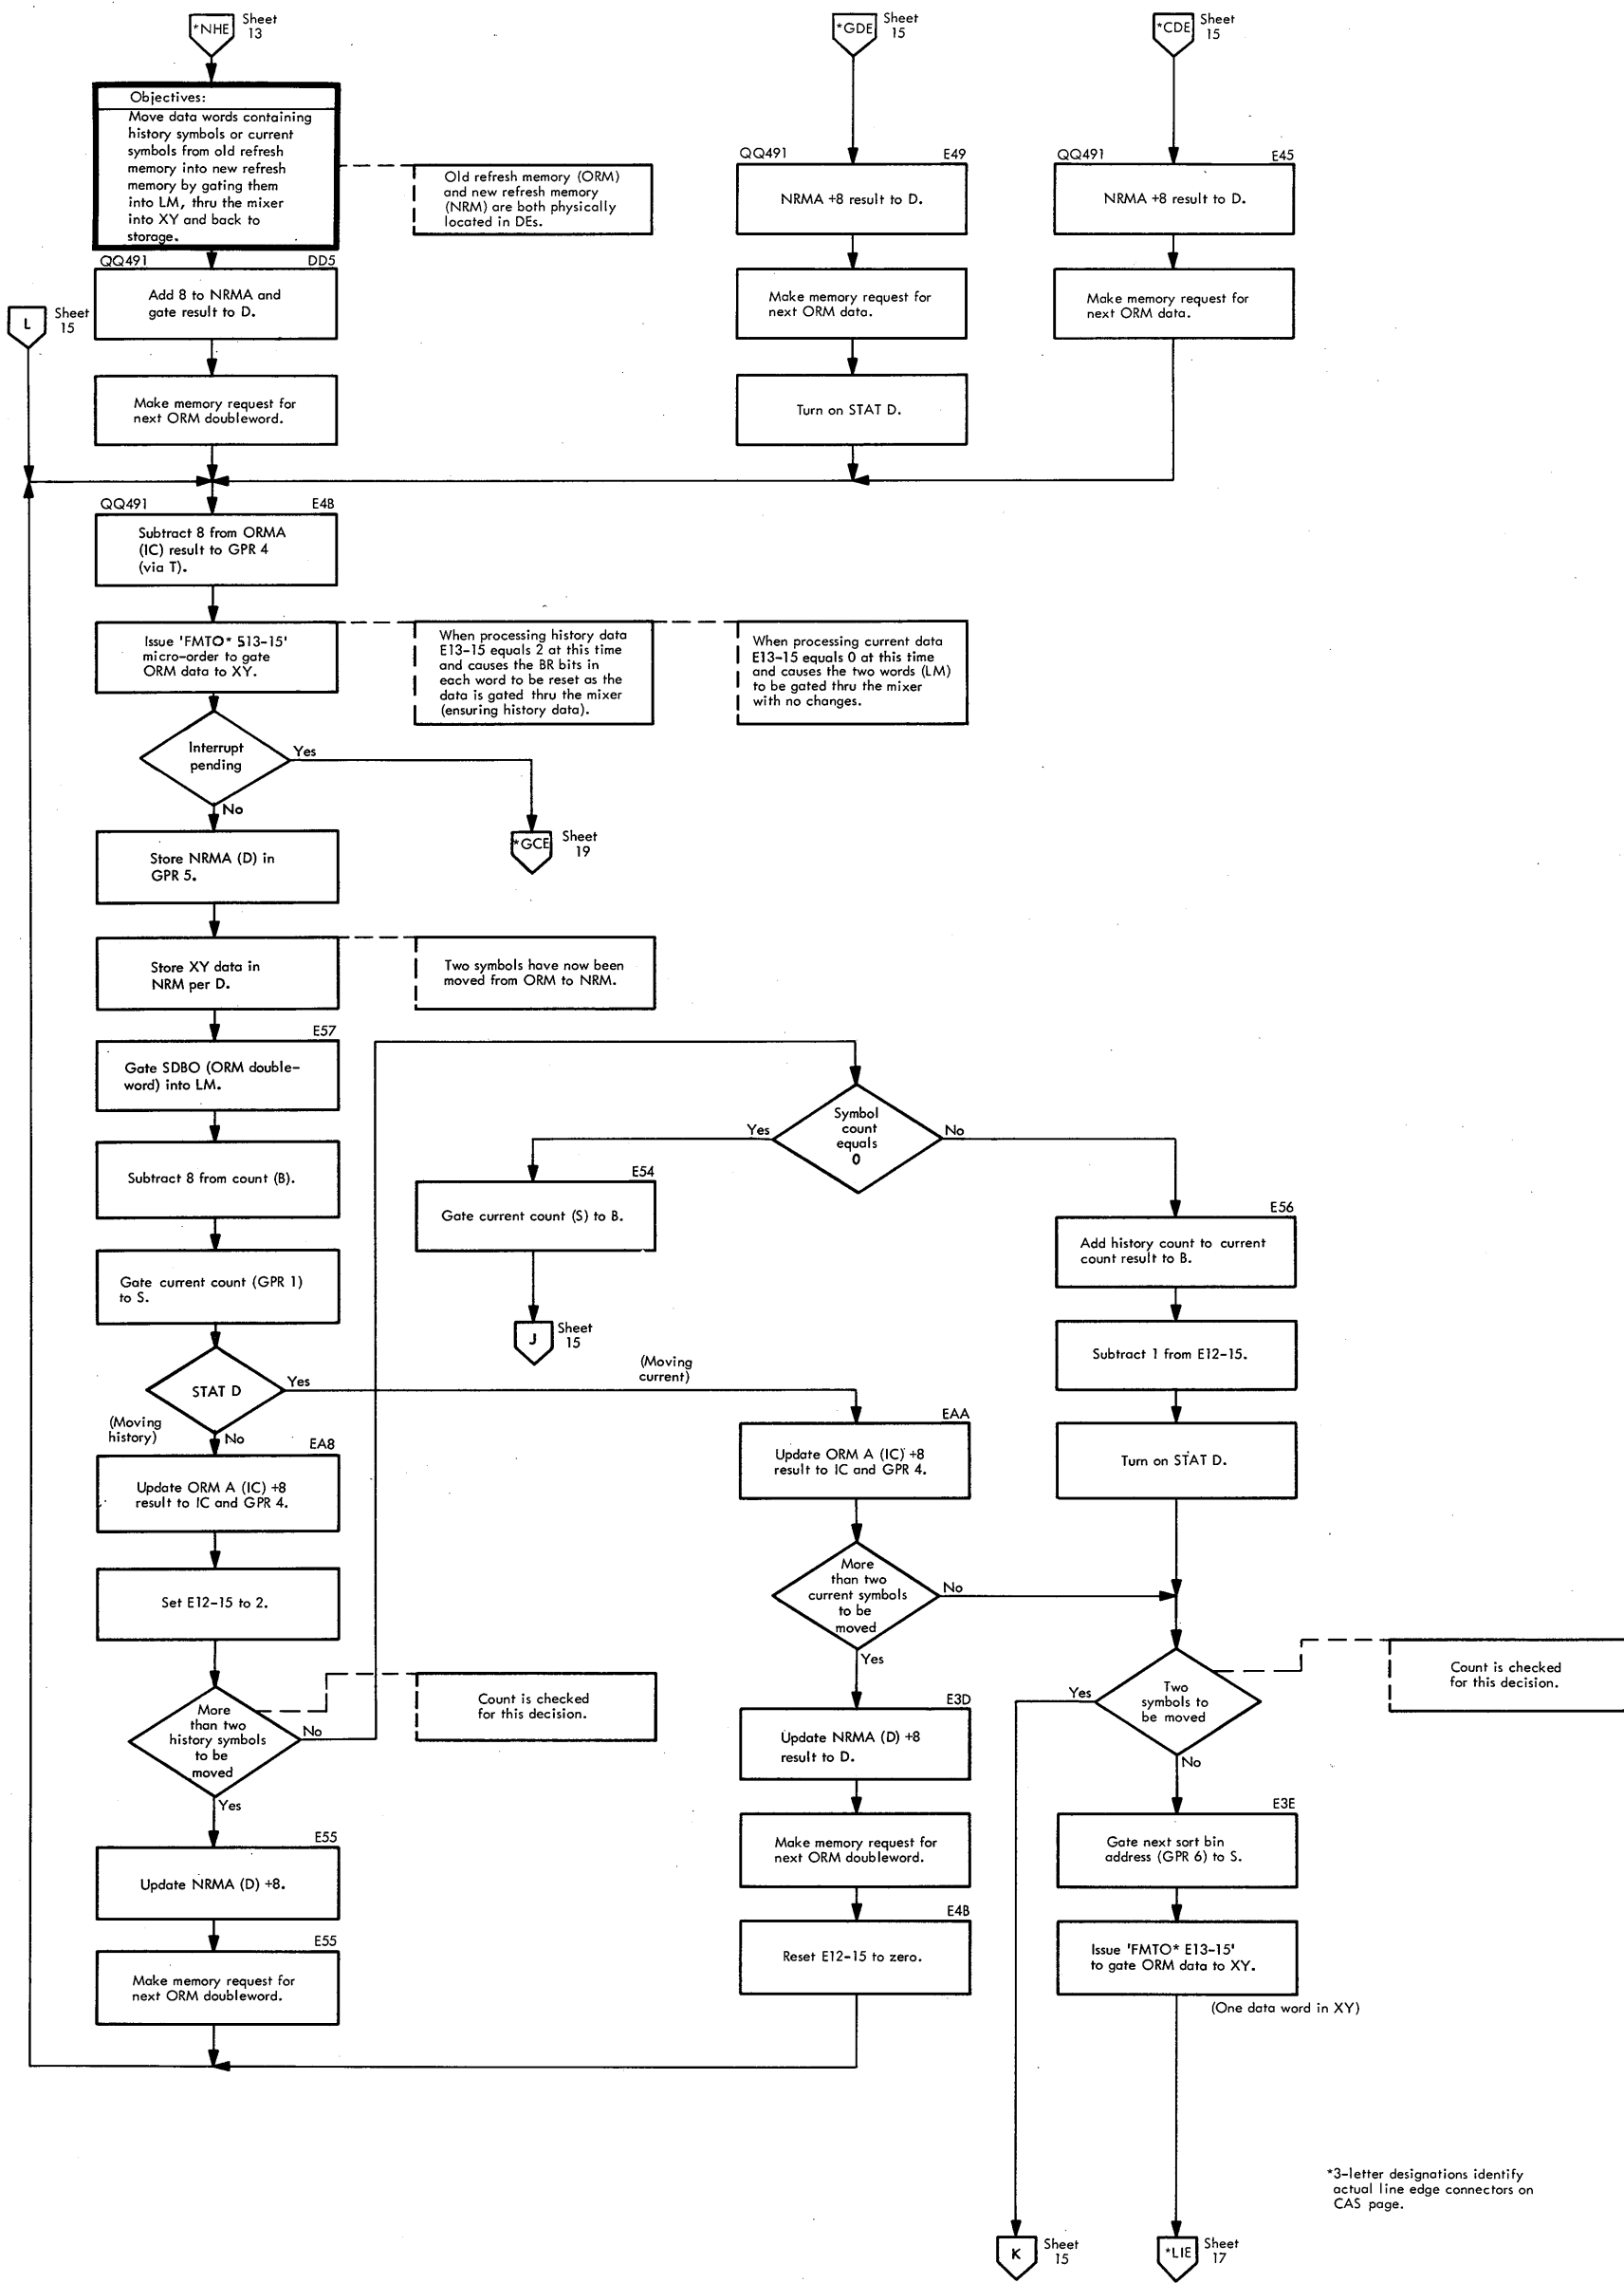 *NHE
Sheet
13
*GDE
Sheet
15
*CDE
Sheet
15
Objectives:
Move data words containing
history symbols or current
symbols from old refresh
memory into new refresh
memory by gating them
into LM, thru the mixer
into XY and back to
storage.
Old refresh memory (ORM)
and new refresh memory
(NRM) are both physically
located in DEs.
QQ491 E49
NRMA +8 result to D.
QQ491 E45
NRMA +8 result to D.
QQ491 DD5
Add 8 to NRMA and
gate result to D.
Make memory request for
next ORM data.
Make memory request for
next ORM data.
L
Sheet
15
Make memory request for
next ORM doubleword.
Turn on STAT D.
QQ491 E4B
Subtract 8 from ORMA
(IC) result to GPR 4
(via T).
Issue 'FMTO* 513-15'
micro-order to gate
ORM data to XY.
When processing history data
E13-15 equals 2 at this time
and causes the BR bits in
each word to be reset as the
data is gated thru the mixer
(ensuring history data).
When processing current data
E13-15 equals 0 at this time
and causes the two words (LM)
to be gated thru the mixer
with no changes.
Interrupt
pending
Yes
No
*GCE
Sheet
19
Store NRMA (D) in
GPR 5.
Store XY data in
NRM per D.
Two symbols have now been
moved from ORM to NRM.
E57
Gate SDBO (ORM double-
word) into LM.
Symbol
count
equals
0
Yes
No
Subtract 8 from count (B).
E54
Gate current count (S) to B.
E56
Add history count to current
count result to B.
Gate current count (GPR 1)
to S.
J
Sheet
15
Subtract 1 from E12-15.
STAT D
Yes
(Moving
current)
(Moving
history)
No
EA8
Update ORM A (IC) +8
result to IC and GPR 4.
EAA
Update ORM A (IC) +8
result to IC and GPR 4.
Turn on STAT D.
Set E12-15 to 2.
More
than two
current symbols
to be
moved
No
Yes
More
than two
history symbols
to be
moved
No
Yes
Count is checked
for this decision.
Two
symbols to
be moved
Yes
No
Count is checked
for this decision.
E3D
Update NRMA (D) +8
result to D.
E55
Update NRMA (D) +8.
Make memory request for
next ORM doubleword.
E3E
Gate next sort bin
address (GPR 6) to S.
E55
Make memory request for
next ORM doubleword.
E4B
Reset E12-15 to zero.
Issue 'FMTO* E13-15'
to gate ORM data to XY.
(One data word in XY)
*3-letter designations identify
actual line edge connectors on
CAS page.
K
Sheet
15
*LIE
Sheet
17